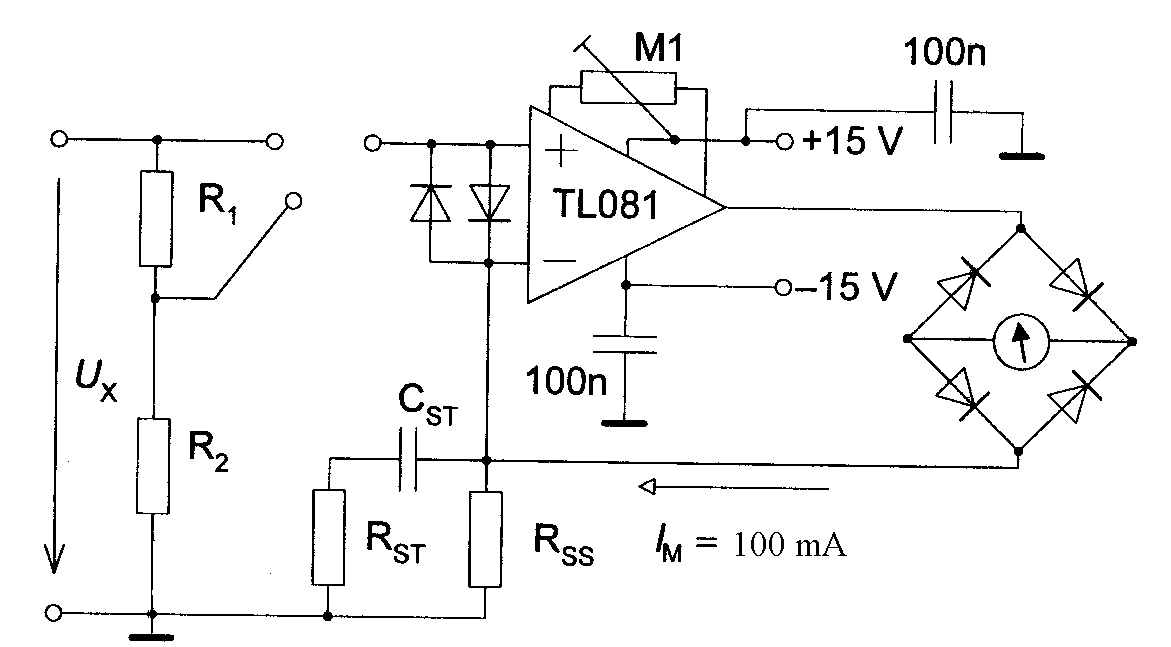 M1
100n
+15 V
R1
+
TL081
−
–15 V
UX
100n
CST
R2
RST
RSS
IM = 100 mA